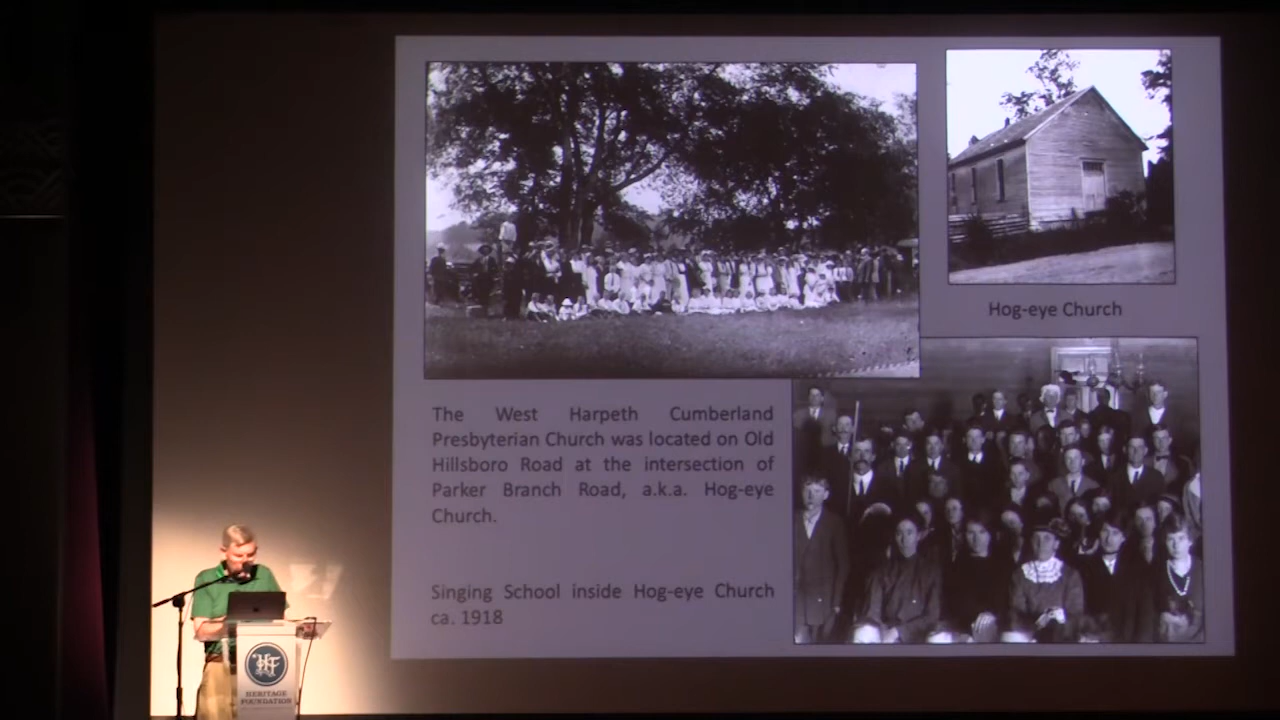 Hog-eye Church
The West Harpeth Cumberland
Presbyterian Church was located on Old
Hillsboro Road at the intersection of
Parker Branch Road, a.k.a. Hog-eye
Church.
Singing School inside Hog-eye Church
ca. 1918
HF
HERITAGE
FOUNDATION